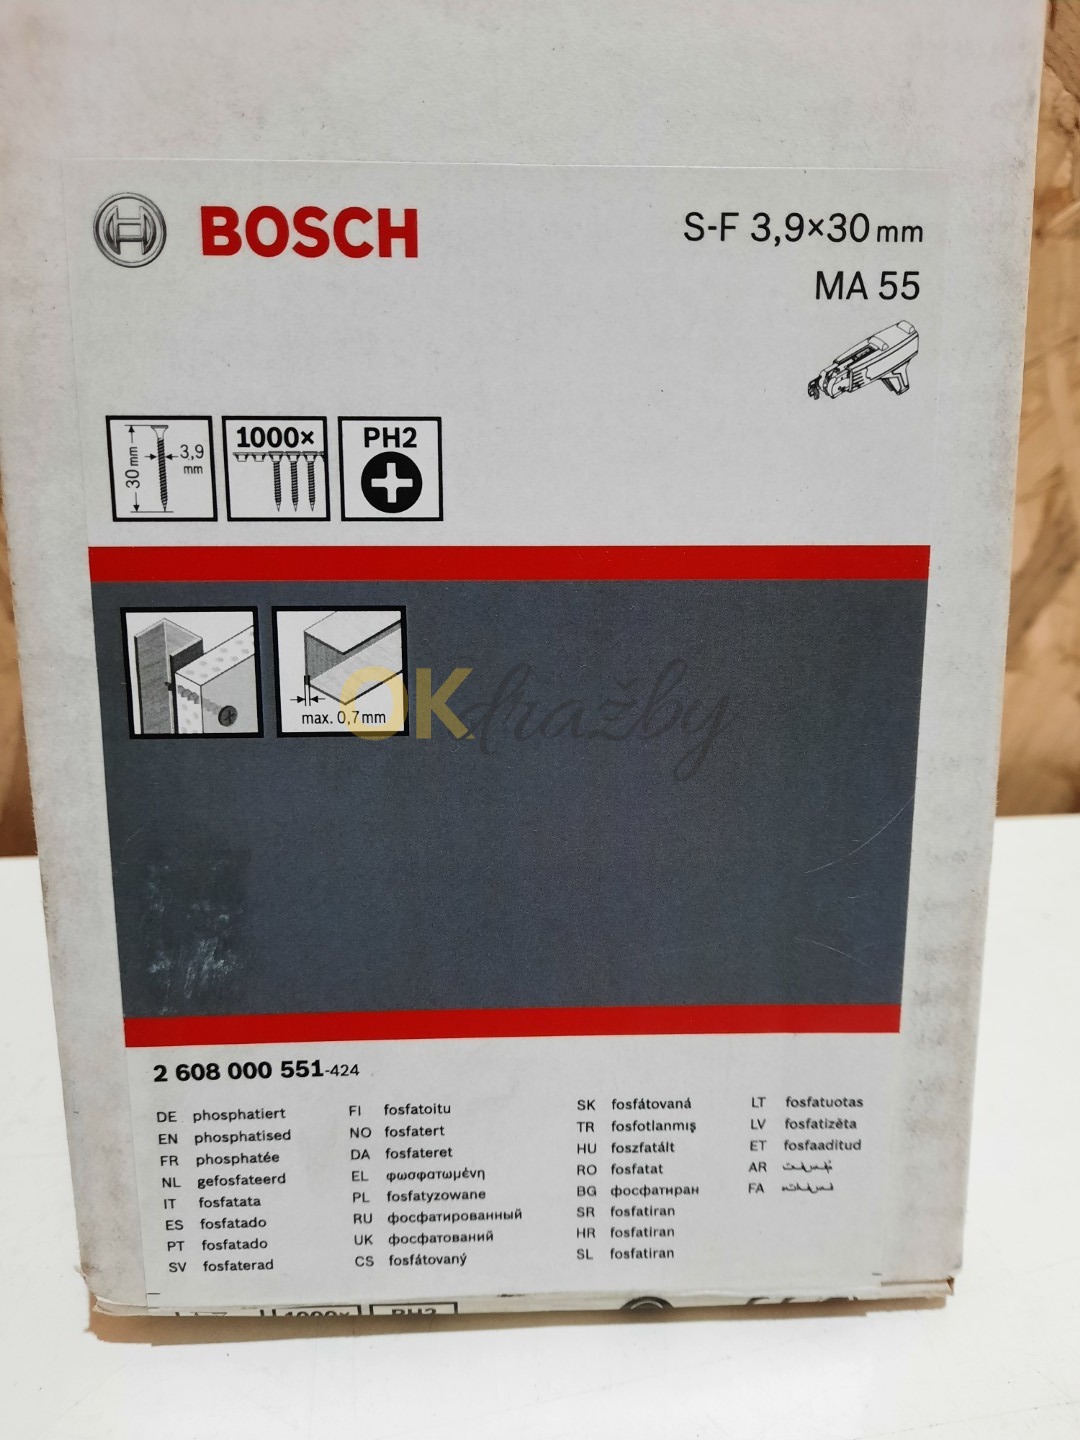 BOSCH
S-F 3,9×30 mm
MA 55
30 mm
3,9
mm
1000×
PH2
max. 0,7mm
OKdražby
2 608 000 551-424
DE phosphatiert
EN phosphatised
FR phosphatée
NL gefosfateerd
IT fosfatata
ES fosfatado
PT fosfatado
SV fosfaterad
FI fosfatoitu
NO fosfatert
DA fosfateret
EL φωσφατωμένη
PL fosfatyzowane
RU фосфатированный
UK фосфатований
CS fosfátovaný
SK fosfátovaná
TR fosfotlanmış
HU foszfatált
RO fosfatat
BG фосфатиран
SR fosfatiran
HR fosfatiran
SL fosfatiran
LT fosfatuotas
LV fosfatizēta
ET fosfaaditud
AR
FA
1000× PH2